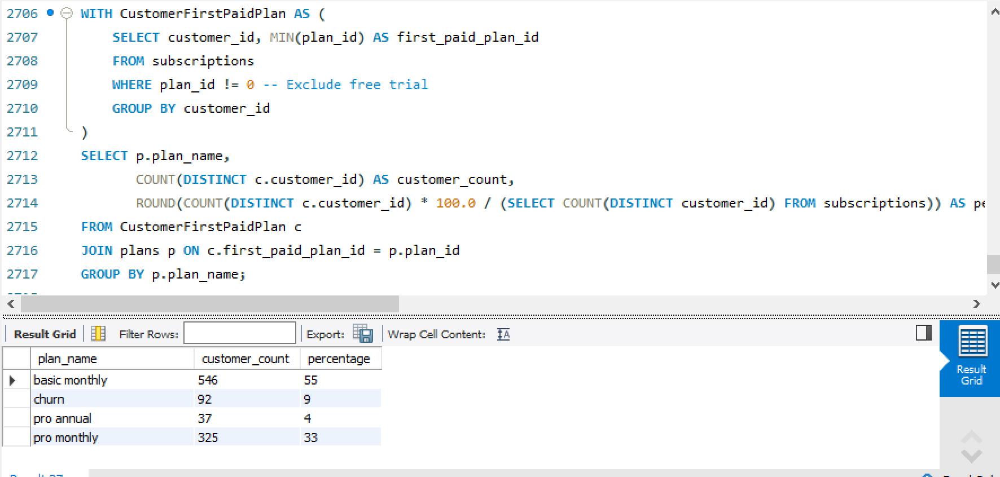 2706 WITH CustomerFirstPaidPlan AS (
2707 SELECT customer_id, MIN(plan_id) AS first_paid_plan_id
2708 FROM subscriptions
2709 WHERE plan_id != 0 -- Exclude free trial
2710 GROUP BY customer_id
2711 )
2712 SELECT p.plan_name,
2713 COUNT(DISTINCT c.customer_id) AS customer_count,
2714 ROUND(COUNT(DISTINCT c.customer_id) * 100.0 / (SELECT COUNT(DISTINCT customer_id) FROM subscriptions)) AS pe
2715 FROM CustomerFirstPaidPlan c
2716 JOIN plans p ON c.first_paid_plan_id = p.plan_id
2717 GROUP BY p.plan_name;
Result Grid Filter Rows: Export: Wrap Cell Content:
plan_name customer_count percentage
basic monthly 546 55
churn 92 9
pro annual 37 4
pro monthly 325 33
Result
Grid